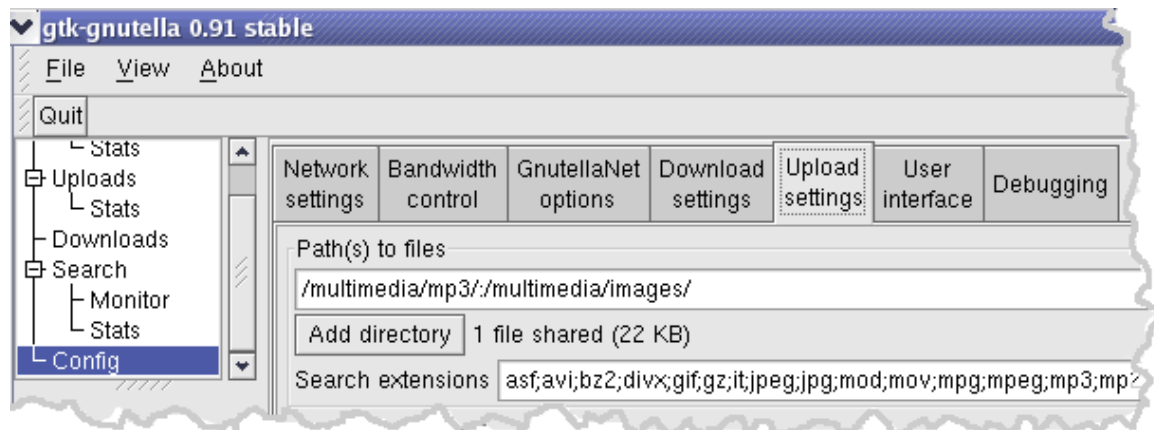 gtk-gnutella 0.91 stable
File View About
Quit
Stats
Uploads
Stats
Downloads
Search
Monitor
Stats
Config
Network settings
Bandwidth control
GnutellaNet options
Download settings
Upload settings
User interface
Debugging
Path(s) to files
/multimedia/mp3/:/multimedia/images/
Add directory 1 file shared (22 KB)
Search extensions asf;avi;bz2;divx;gif;gz;it;jpeg;jpg;mod;mov;mpg;mpeg;mp3;